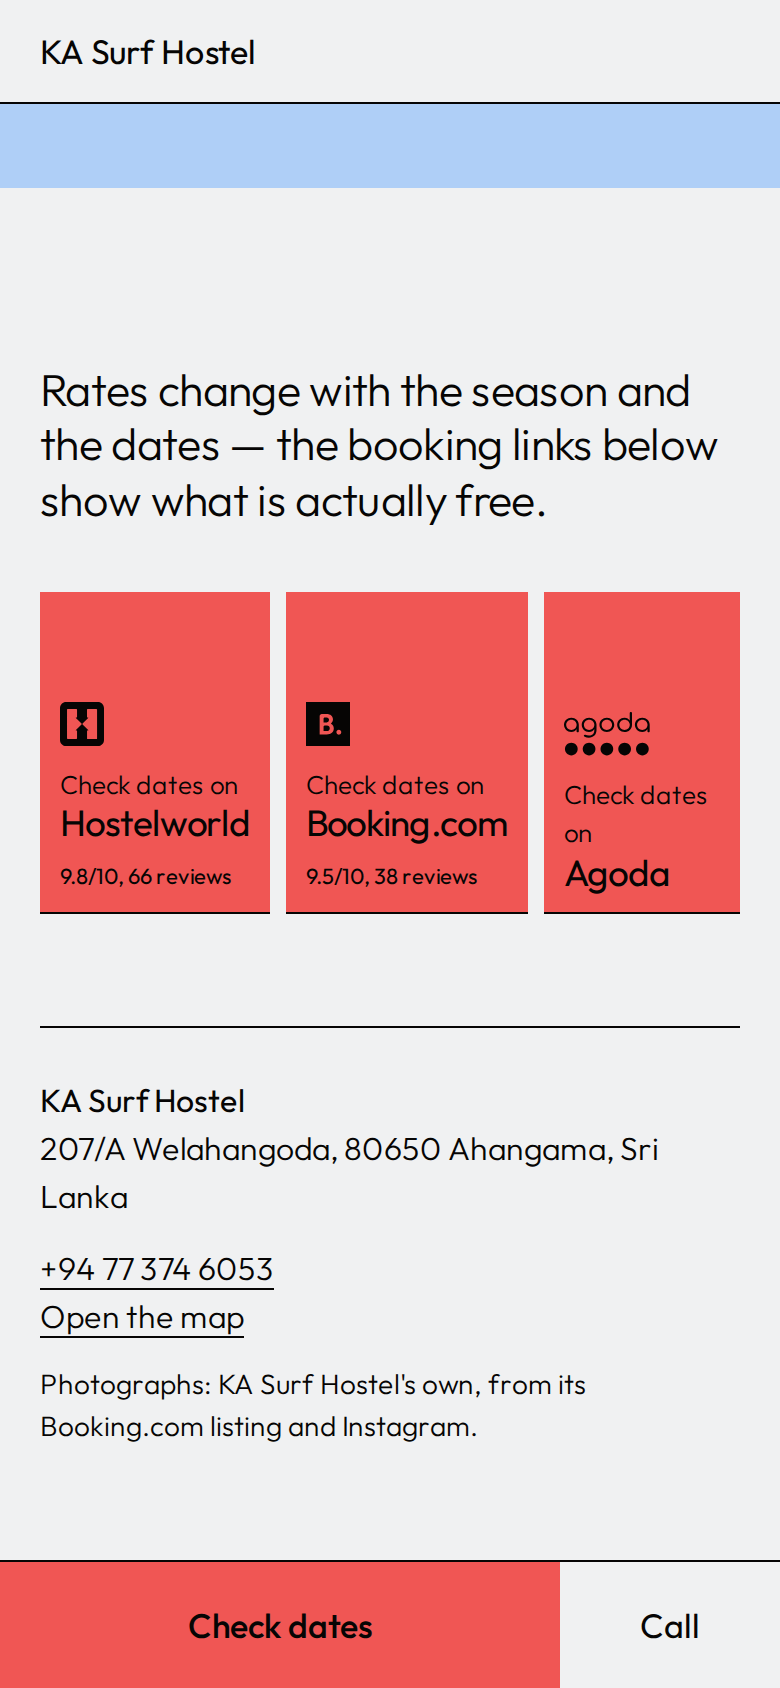 KA Surf Hostel
Rates change with the season and
the dates — the booking links below
show what is actually free.
B.
agoda
Check dates on
Hostelworld
9.8/10, 66 reviews
Check dates on
Booking.com
9.5/10, 38 reviews
Check dates
on
Agoda
KA Surf Hostel
207/A Welahangoda, 80650 Ahangama, Sri
Lanka
+94 77 374 6053
Open the map
Photographs: KA Surf Hostel's own, from its
Booking.com listing and Instagram.
Check dates
Call